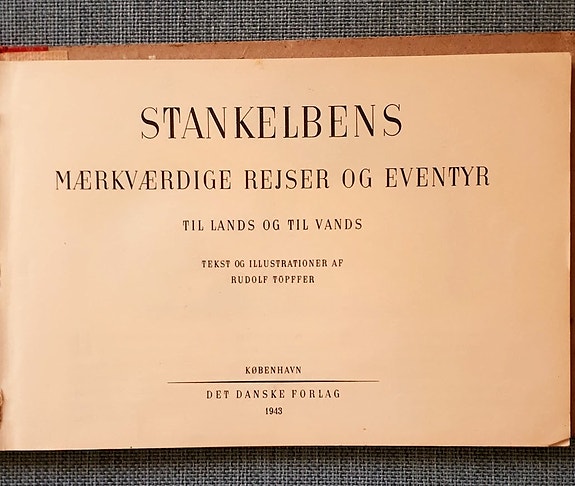 STANKELBENS
MÆRKVÆRDIGE REJSER OG EVENTYR
TIL LANDS OG TIL VANDS
TEKST OG ILLUSTRATIONER AF
RUDOLF TÖPFFER
KØBENHAVN
DET DANSKE FORLAG
1943